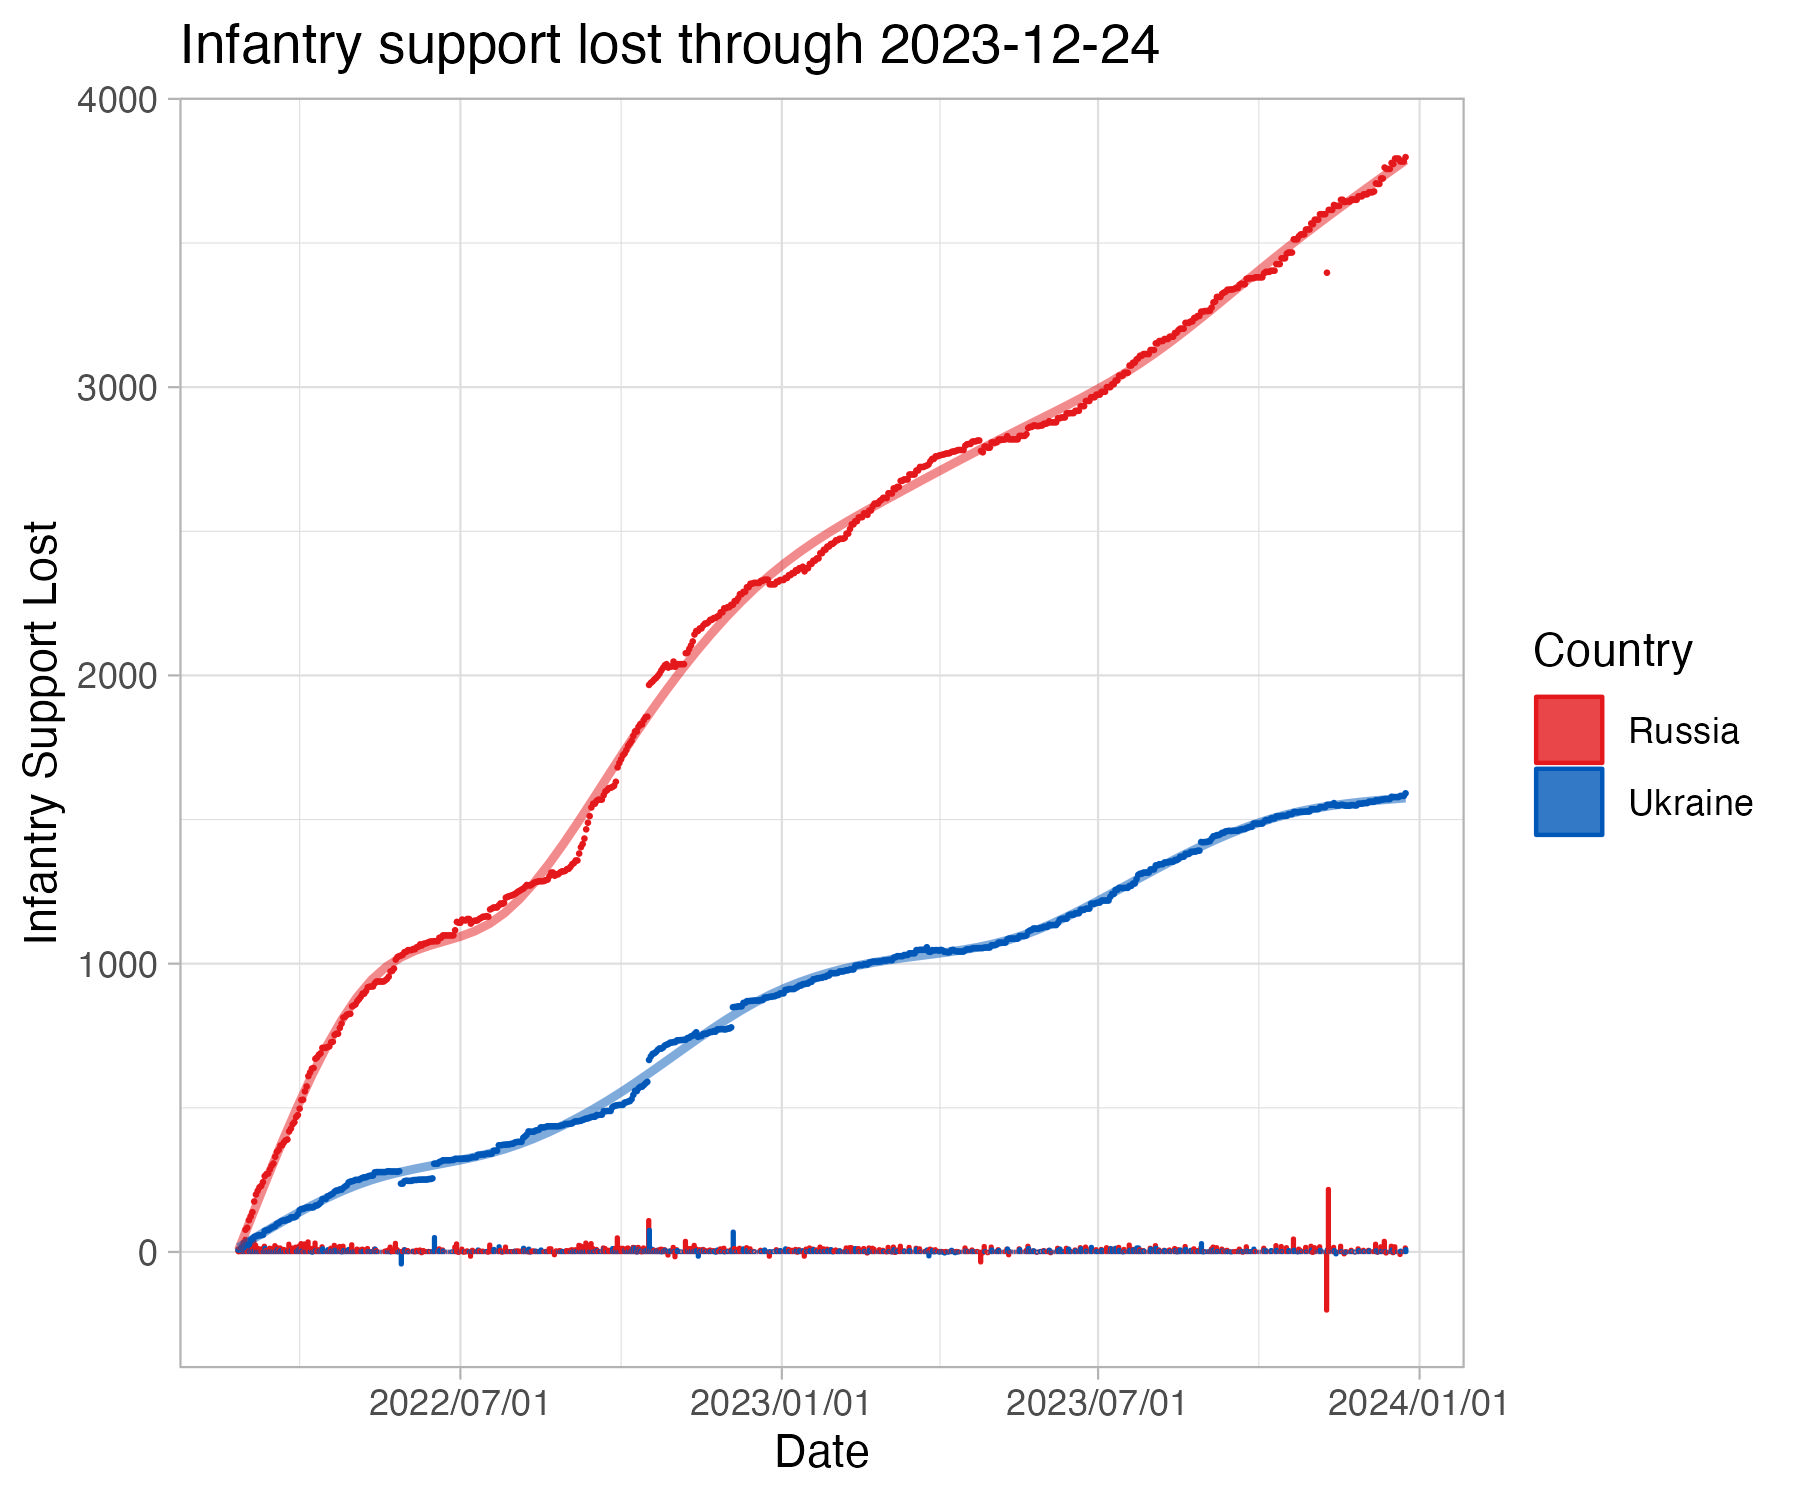 Infantry support lost through 2023-12-24
Infantry Support Lost
4000
3000
2000
1000
0
2022/07/01
2023/01/01
2023/07/01
2024/01/01
Date
Country
Russia
Ukraine